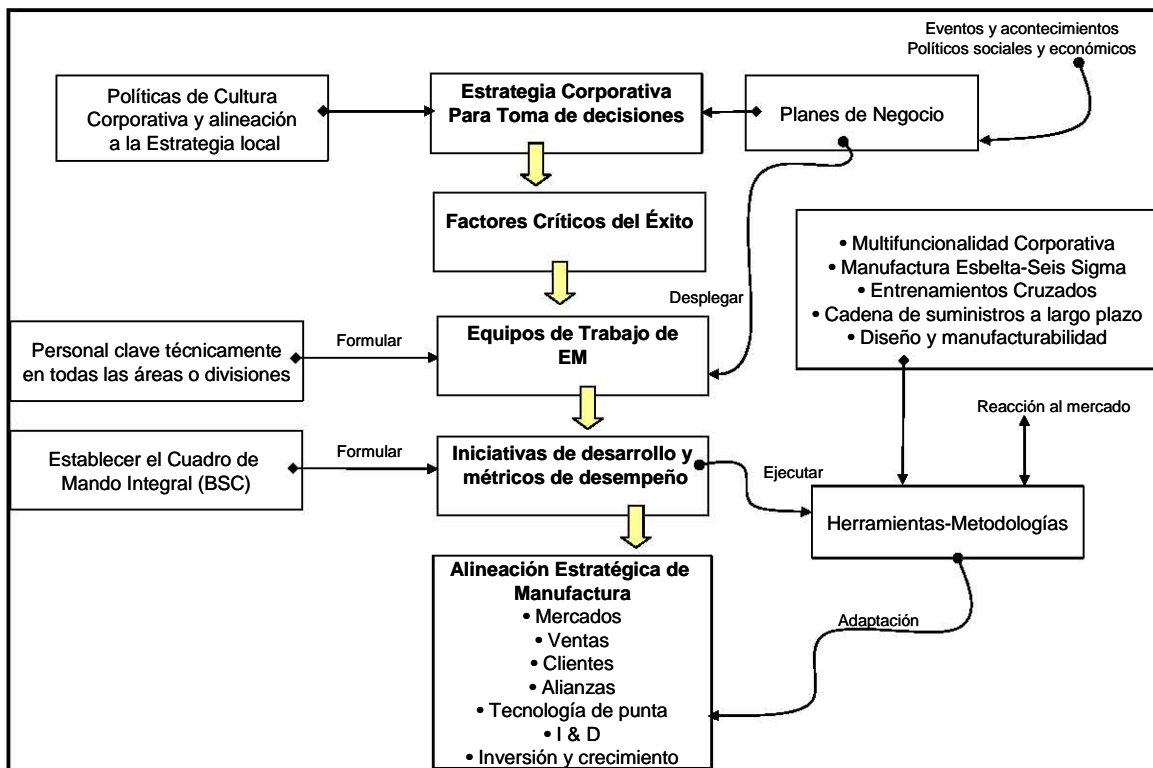 Eventos y acontecimientos
Políticos sociales y económicos
Políticas de Cultura
Corporativa y alineación
a la Estrategia local
Estrategia Corporativa
Para Toma de decisiones
Planes de Negocio
Factores Críticos del Éxito
• Multifuncionalidad Corporativa
• Manufactura Esbelta-Seis Sigma
• Entrenamientos Cruzados
• Cadena de suministros a largo plazo
• Diseño y manufacturabilidad
Desplegar
Personal clave técnicamente
en todas las áreas o divisiones
Formular
Equipos de Trabajo de
EM
Reacción al mercado
Establecer el Cuadro de
Mando Integral (BSC)
Formular
Iniciativas de desarrollo y
métricos de desempeño
Ejecutar
Herramientas-Metodologías
Alineación Estratégica de
Manufactura
• Mercados
• Ventas
• Clientes
• Alianzas
• Tecnología de punta
• I & D
• Inversión y crecimiento
Adaptación